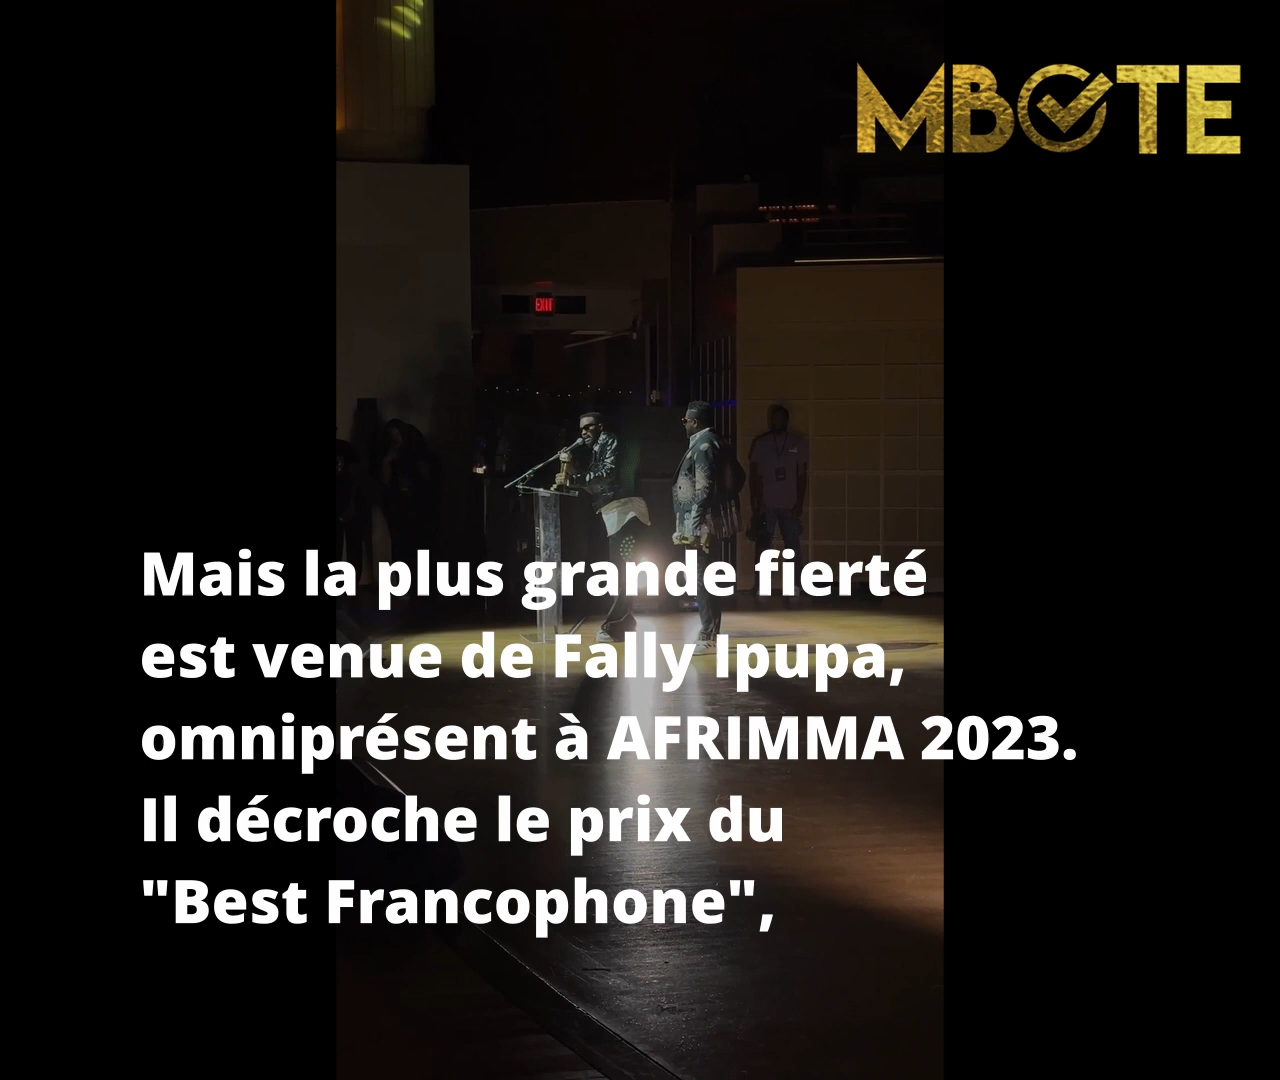 MBOTE
EXIT
Mais la plus grande fierté
est venue de Fally Ipupa,
omniprésent à AFRIMMA 2023.
Il décroche le prix du
"Best Francophone",